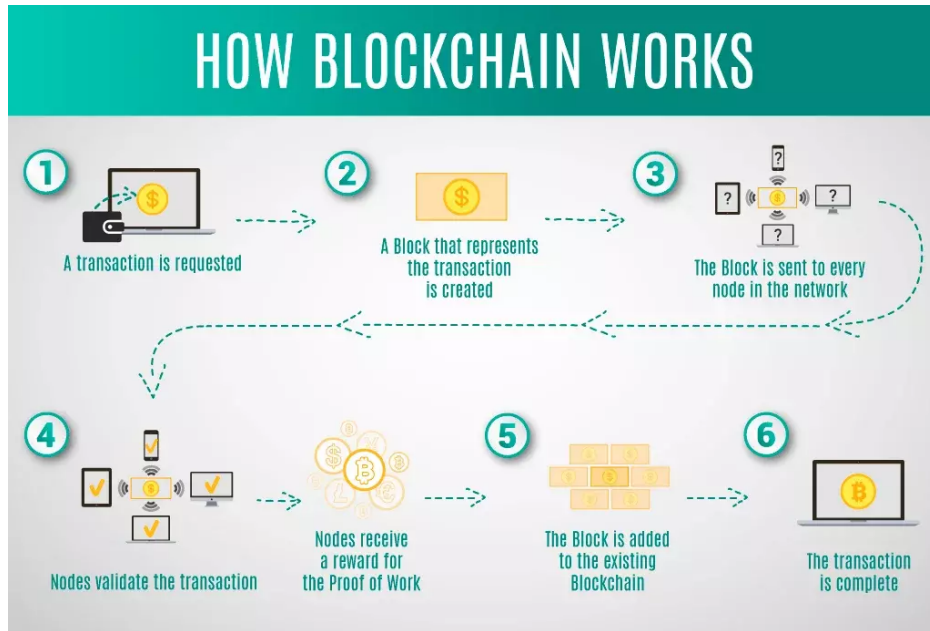 HOW BLOCKCHAIN WORKS
1
$
A transaction is requested
2
$
A Block that represents
the transaction
is created
3
?
?
$
?
?
The Block is sent to every
node in the network
4
$
Nodes validate the transaction
Nodes receive
a reward for
the Proof of Work
5
The Block is added
to the existing
Blockchain
6
The transaction
is complete